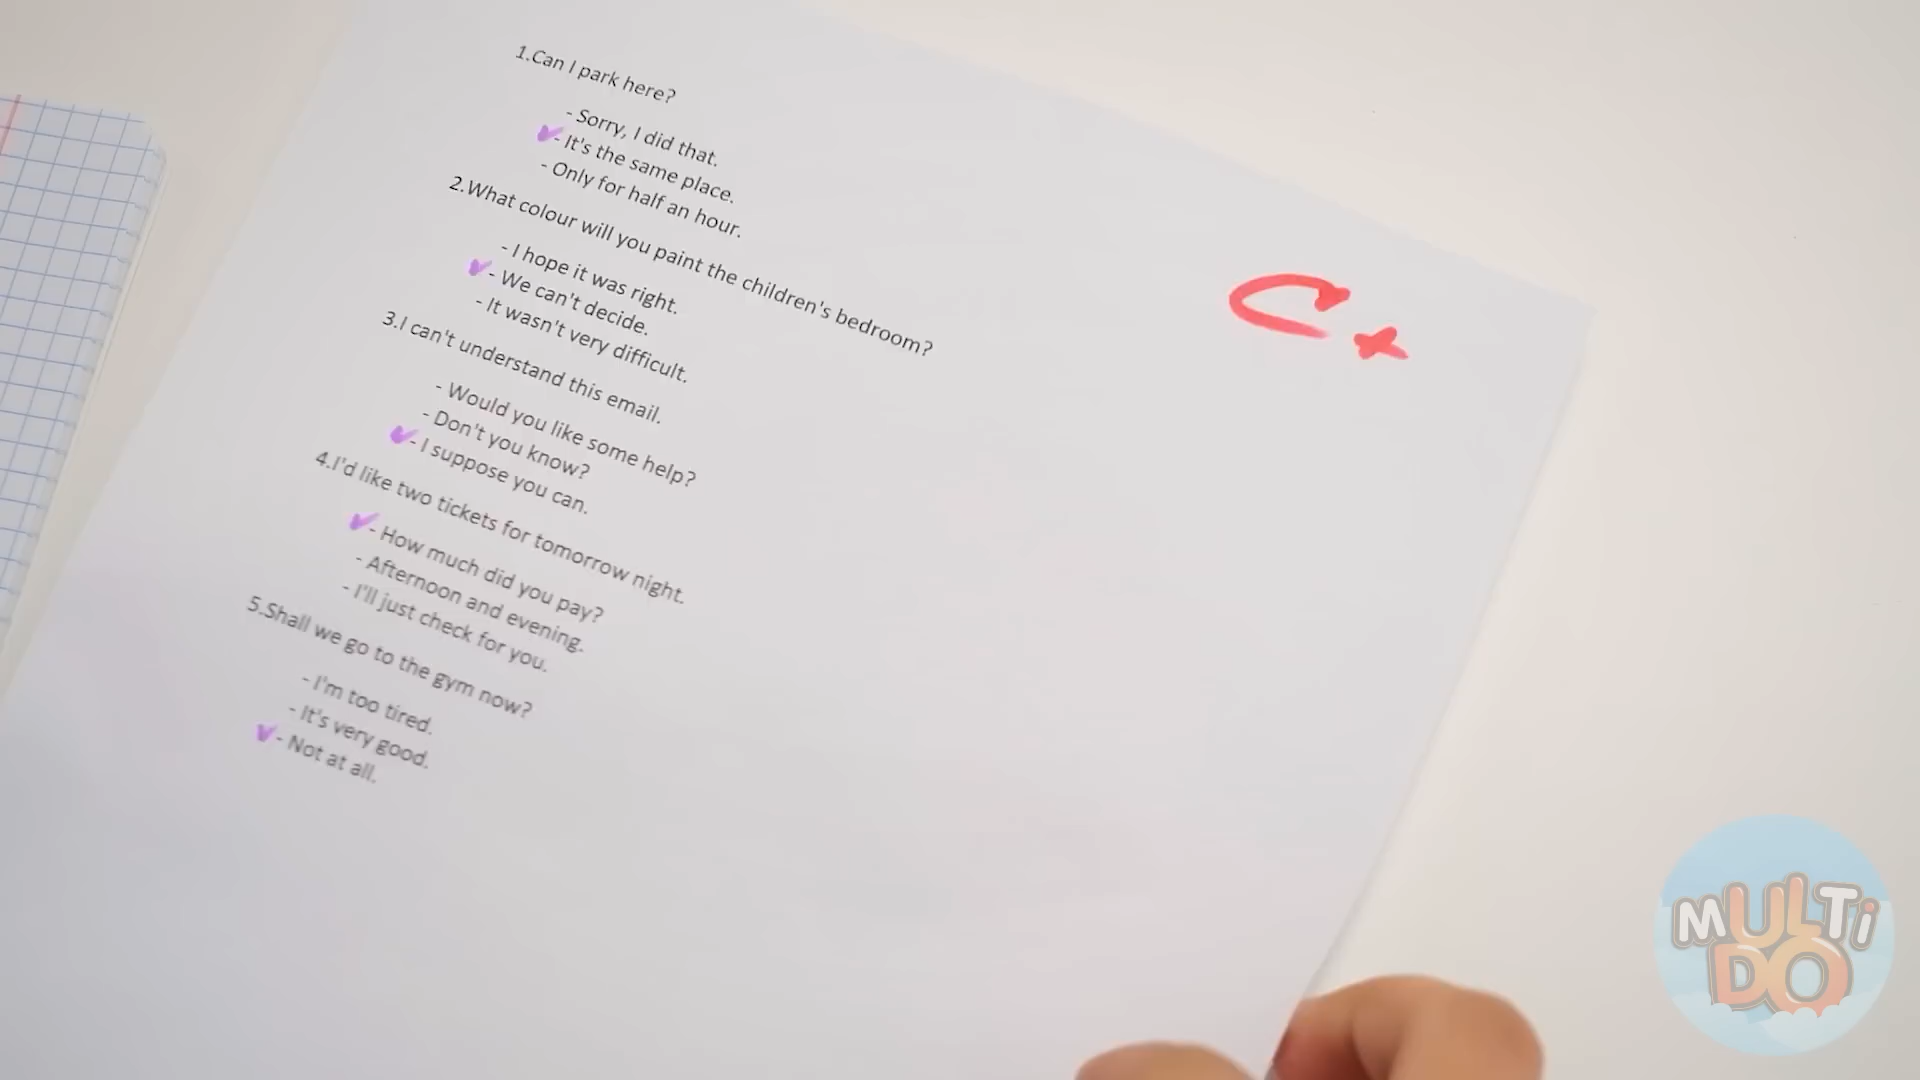 1.Can I park here?
- Sorry, I did that.
- It's the same place.
- Only for half an hour.
2.What colour will you paint the children's bedroom?
- I hope it was right.
- We can't decide.
- It wasn't very difficult.
3.I can't understand this email.
- Would you like some help?
- Don't you know?
- I suppose you can.
4.I'd like two tickets for tomorrow night.
- How much did you pay?
- Afternoon and evening.
- I'll just check for you.
5.Shall we go to the gym now?
- I'm too tired.
- It's very good.
- Not at all.
C+
MULTi
DO